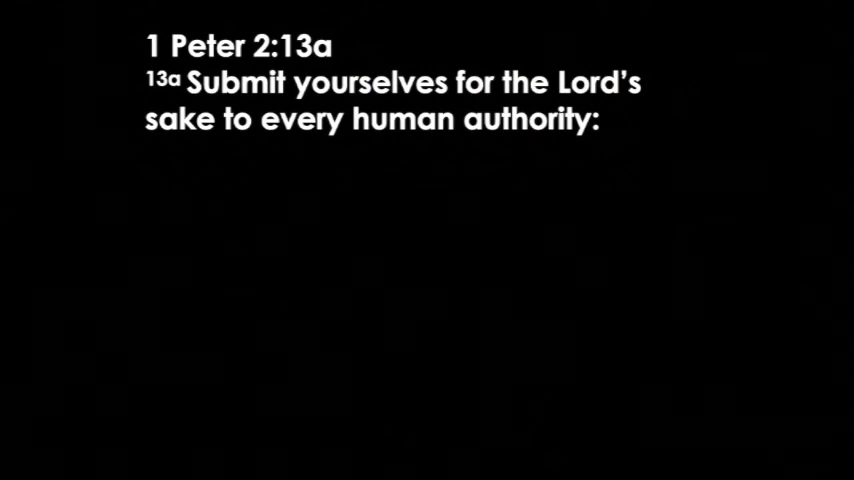 1 Peter 2:13a
13a Submit yourselves for the Lord’s
sake to every human authority: